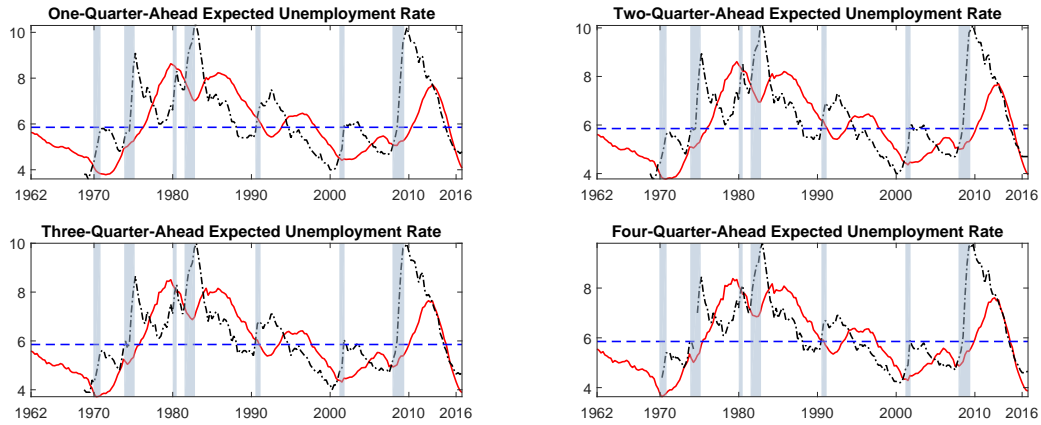 One-Quarter-Ahead Expected Unemployment Rate
10
8
6
4
1962 1970 1980 1990 2000 2010 2016
Two-Quarter-Ahead Expected Unemployment Rate
10
8
6
4
1962 1970 1980 1990 2000 2010 2016
Three-Quarter-Ahead Expected Unemployment Rate
10
8
6
4
1962 1970 1980 1990 2000 2010 2016
Four-Quarter-Ahead Expected Unemployment Rate
8
6
4
1962 1970 1980 1990 2000 2010 2016